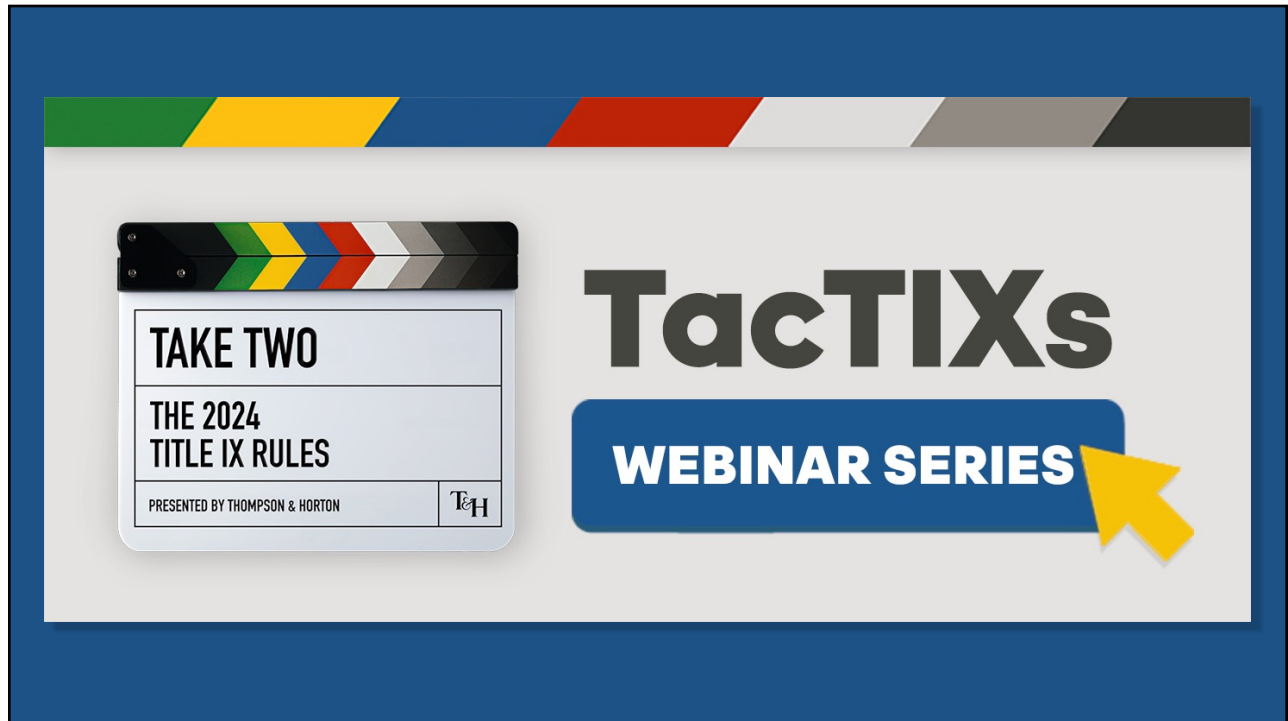 TAKE TWO
THE 2024
TITLE IX RULES
PRESENTED BY THOMPSON & HORTON
T&H
TacTIXs
WEBINAR SERIES